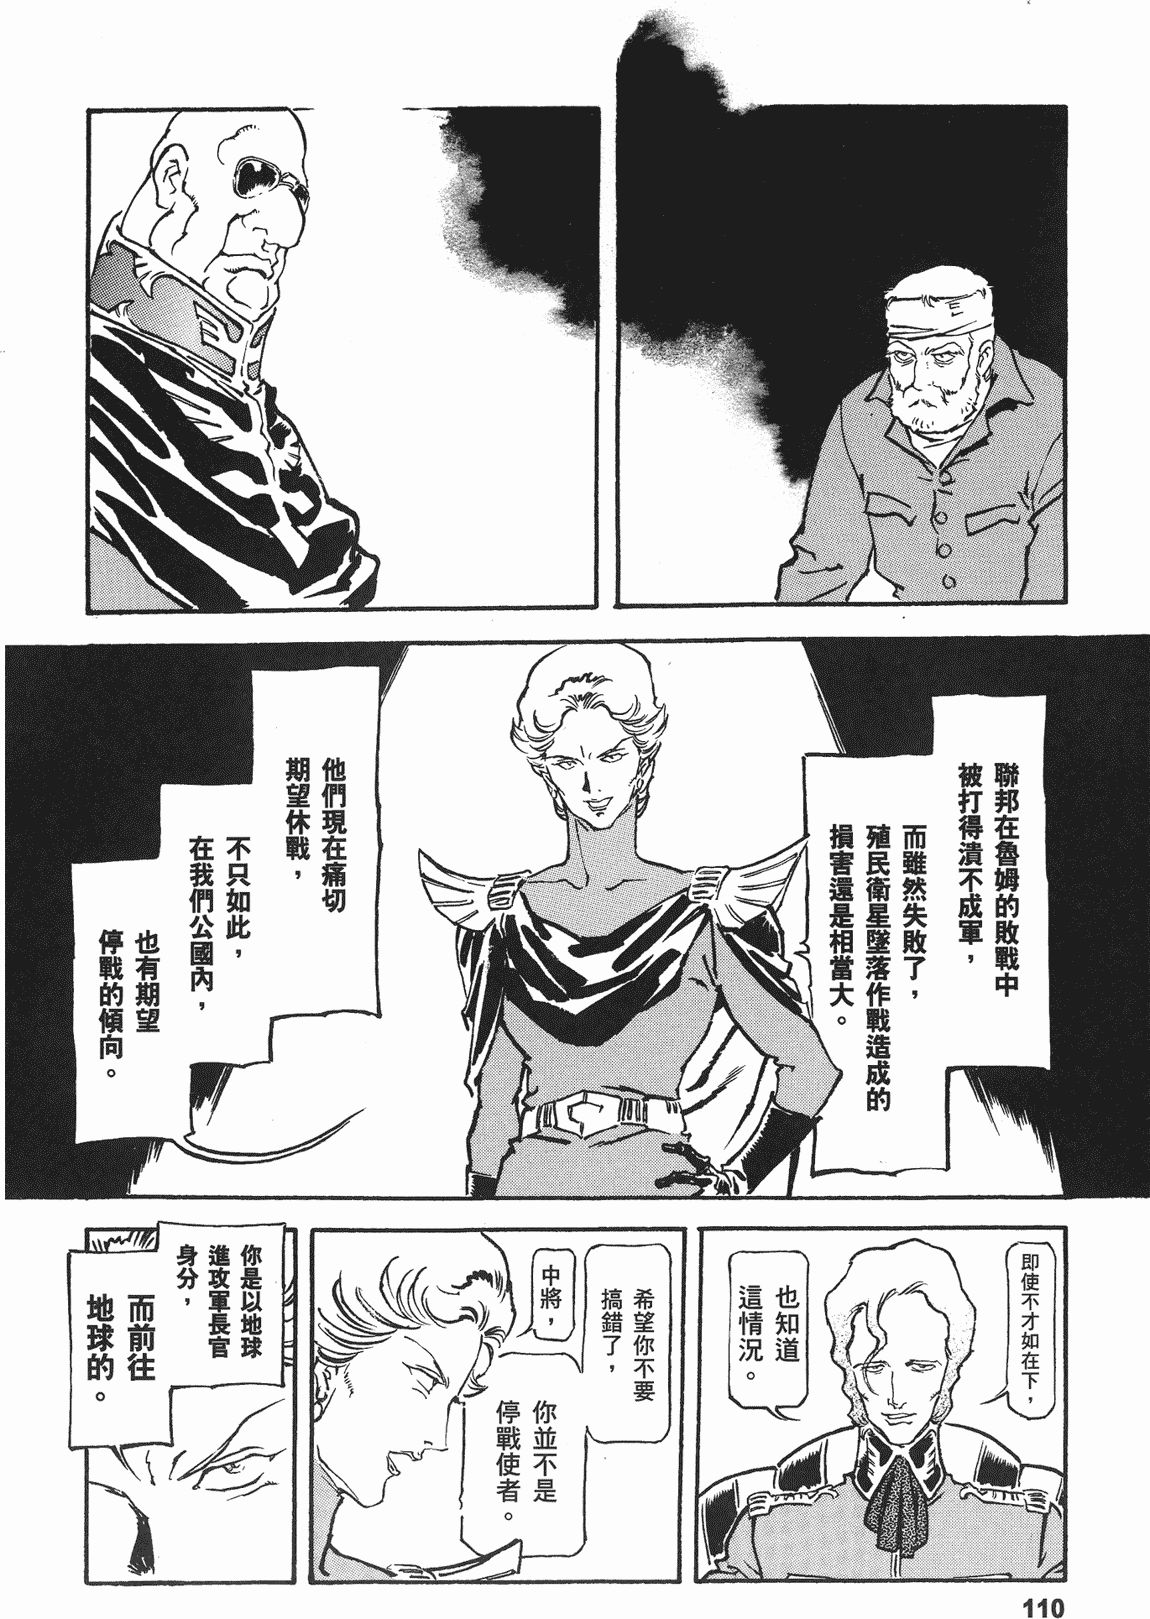 聯邦在魯姆的敗戰中
被打得潰不成軍，
而雖然失敗了，
殖民衛星墜落作戰造成的
損害還是相當大。
他們現在痛切
期望休戰，
不只如此，
在我們公國內，
也有期望
停戰的傾向。
即使不才如在下，
也知道
這情況。
希望你不要
搞錯了，
中將，
你並不是
停戰使者。
你是以地球
進攻軍長官
身分，
而前往
地球的。
110